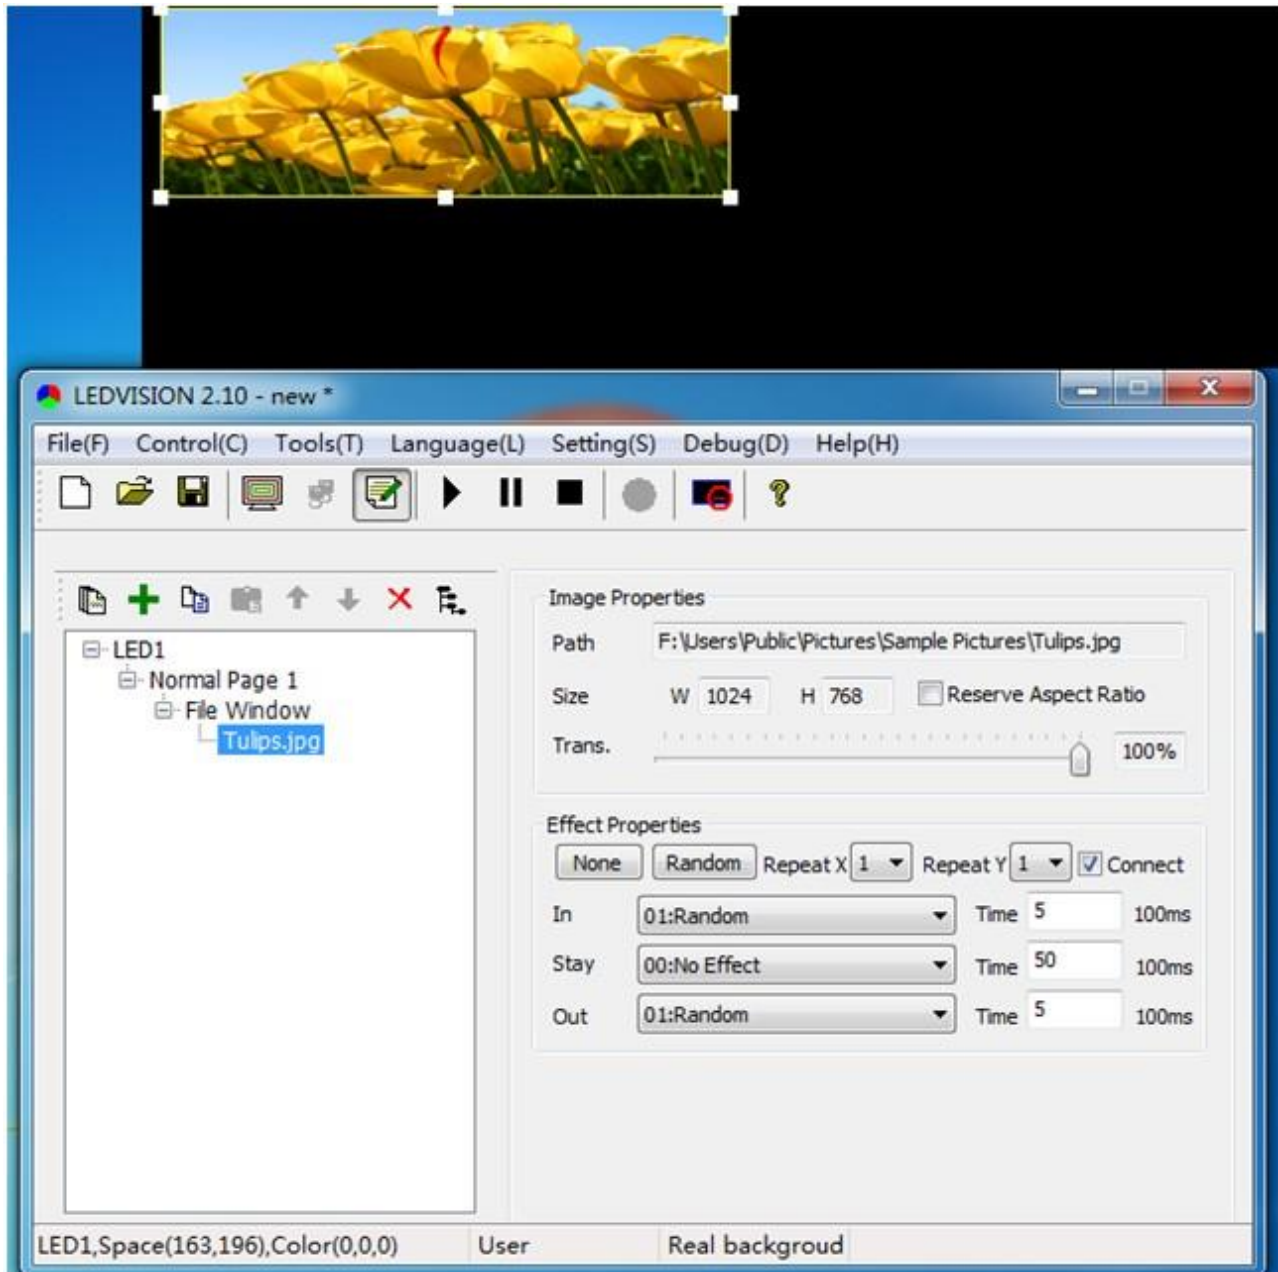 LEDVISION 2.10 - new *
File(F) Control(C) Tools(T) Language(L) Setting(S) Debug(D) Help(H)
LED1
Normal Page 1
File Window
Tulips.jpg
Image Properties
Path F:\Users\Public\Pictures\Sample Pictures\Tulips.jpg
Size W 1024 H 768 Reserve Aspect Ratio
Trans. 100%
Effect Properties
None Random Repeat X 1 Repeat Y 1 Connect
In 01:Random Time 5 100ms
Stay 00:No Effect Time 50 100ms
Out 01:Random Time 5 100ms
LED1,Space(163,196),Color(0,0,0) User Real backgroud